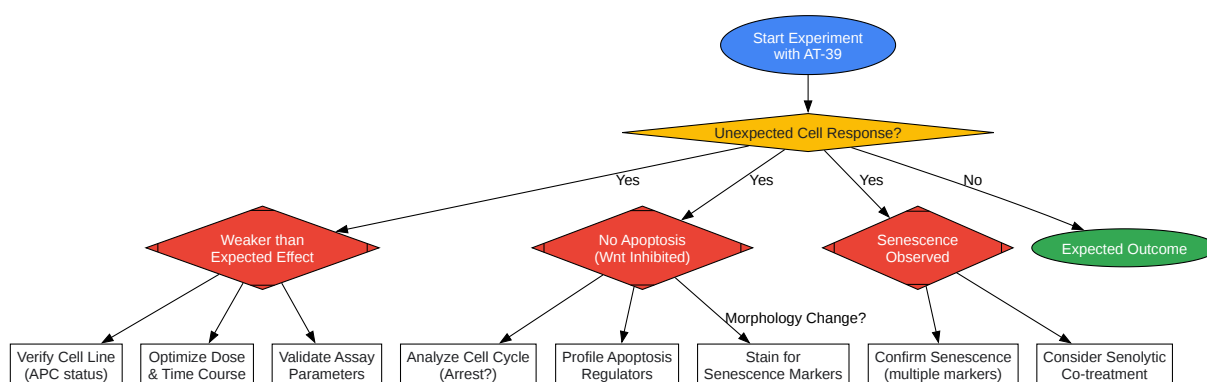 Start Experiment
with AT-39
Unexpected Cell Response?
Yes
Yes
Yes
No
Weaker than
Expected Effect
No Apoptosis
(Wnt Inhibited)
Senescence
Observed
Expected Outcome
Morphology Change?
Verify Cell Line
(APC status)
Optimize Dose
& Time Course
Validate Assay
Parameters
Analyze Cell Cycle
(Arrest?)
Profile Apoptosis
Regulators
Stain for
Senescence Markers
Confirm Senescence
(multiple markers)
Consider Senolytic
Co-treatment